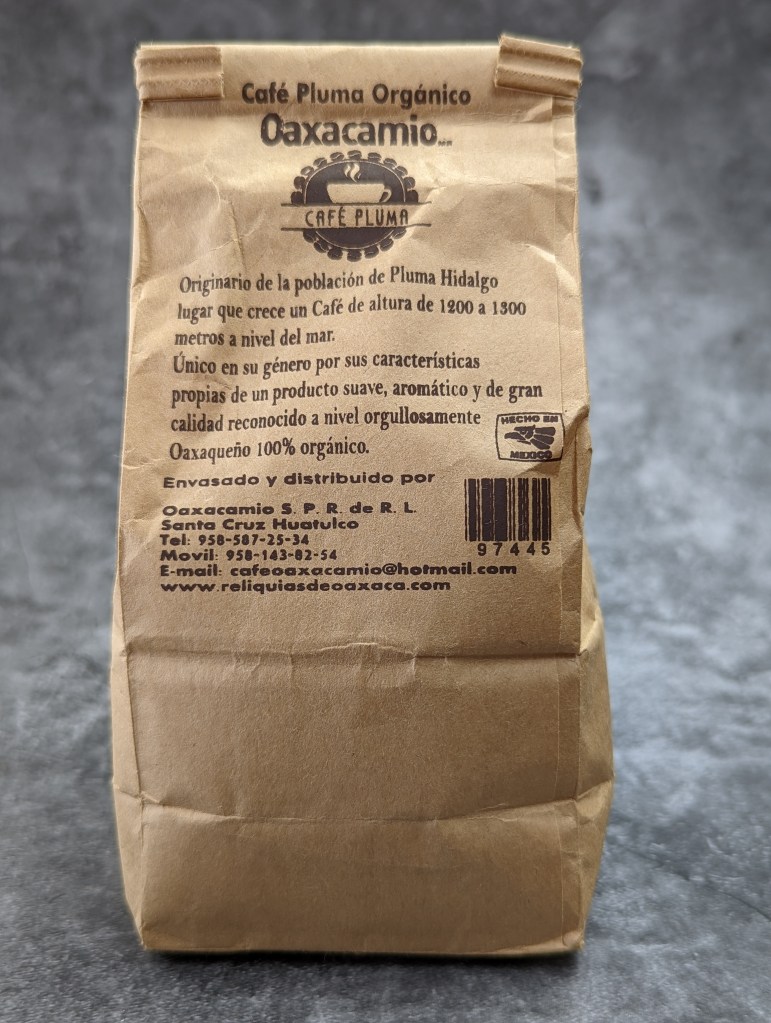 Café Pluma Orgánico
Oaxacamio
CAFÉ PLUMA
Originario de la población de Pluma Hidalgo
lugar que crece un Café de altura de 1200 a 1300
metros a nivel del mar.
Único en su género por sus características
propias de un producto suave, aromático y de gran
calidad reconocido a nivel orgullosamente
Oaxaqueño 100% orgánico.
HECHO EN
MEXICO
Envasado y distribuido por
Oaxacamio S. P. R. de R. L.
Santa Cruz Huatulco
Tel: 958-587-25-34
Movil: 958-143-82-54
E-mail: cafeoaxacamio@hotmail.com
www.reliquiasdeoaxaca.com
97445